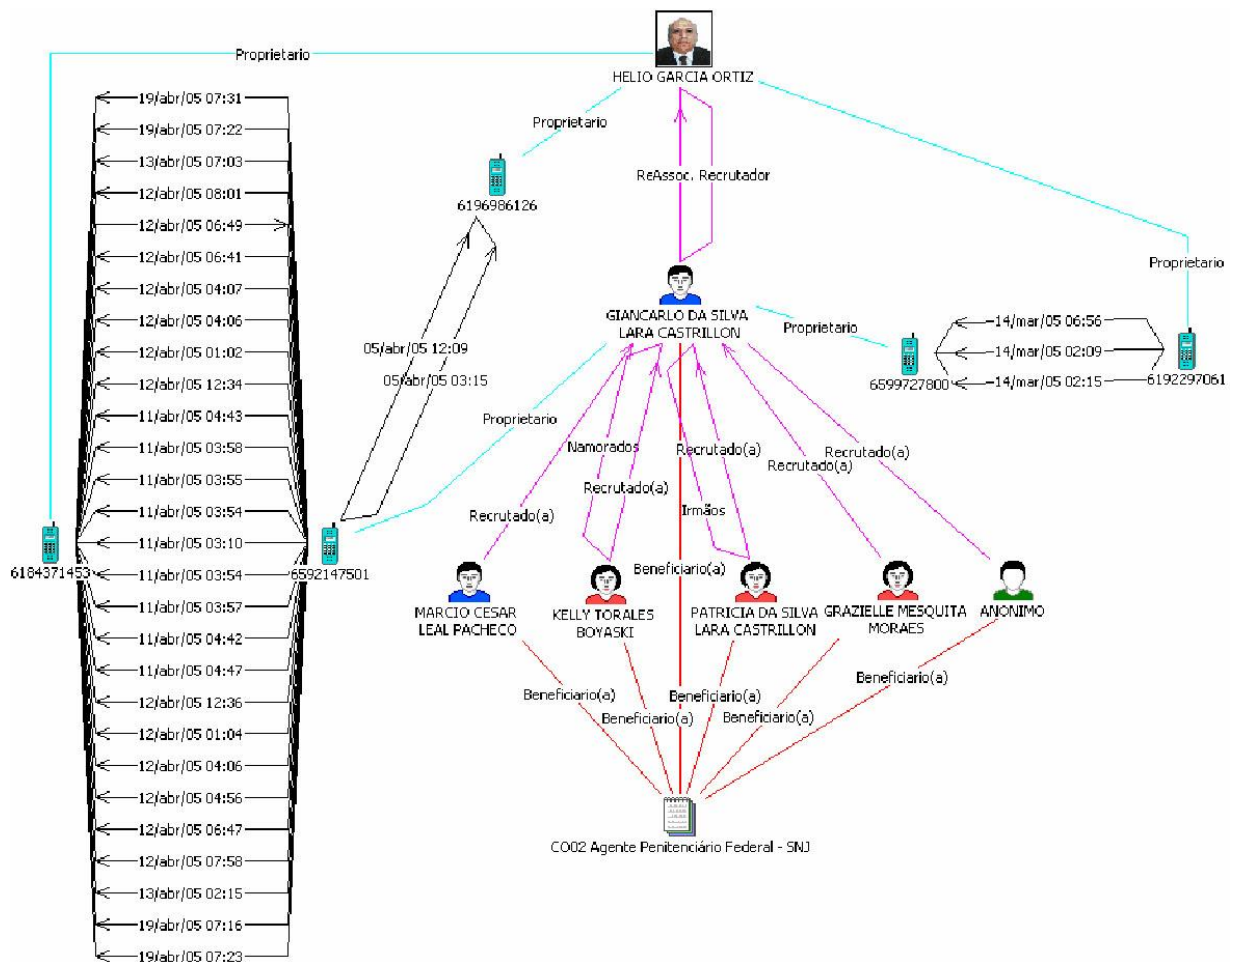 Proprietario
HELIO GARCIA ORTIZ
19/abr/05 07:31
19/abr/05 07:22
13/abr/05 07:03
12/abr/05 08:01
12/abr/05 06:49
12/abr/05 06:41
12/abr/05 04:07
12/abr/05 04:06
12/abr/05 01:02
12/abr/05 12:34
11/abr/05 04:43
11/abr/05 03:58
11/abr/05 03:55
11/abr/05 03:54
11/abr/05 03:10
11/abr/05 03:54
11/abr/05 03:57
11/abr/05 04:42
11/abr/05 04:47
12/abr/05 12:36
12/abr/05 01:04
12/abr/05 04:06
12/abr/05 04:56
12/abr/05 06:47
12/abr/05 07:58
13/abr/05 02:15
19/abr/05 07:16
19/abr/05 07:23
6184371453
6592147501
Proprietario
6196986126
05/abr/05 12:09
05/abr/05 03:15
Proprietario
Assoc. Recrutador
GIANCARLO DA SILVA
LARA CASTRILLON
Proprietario
6599727800
14/mar/05 06:56
14/mar/05 02:09
14/mar/05 02:15
Proprietario
6192297061
Recrutado(a)
Namorados
Recrutado(a)
Recrutado(a)
Irmãos
Recrutado(a)
Recrutado(a)
Beneficiario(a)
MARCIO CESAR
LEAL PACHECO
KELLY TORALES
BOYASKI
PATRICIA DA SILVA
LARA CASTRILLON
GRAZIELLE MESQUITA
MORAES
ANONIMO
Beneficiario(a)
Beneficiario(a)
Beneficiario(a)
Beneficiario(a)
Beneficiario(a)
CO02 Agente Penitenciário Federal - SNJ